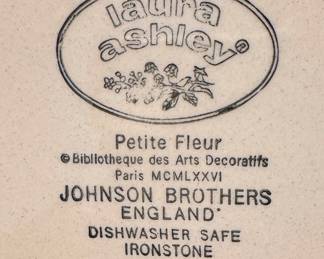 laura
ashley®
Petite Fleur
© Bibliotheque des Arts Decoratifs
Paris MCMLXXVI
JOHNSON BROTHERS
ENGLAND
DISHWASHER SAFE
IRONSTONE